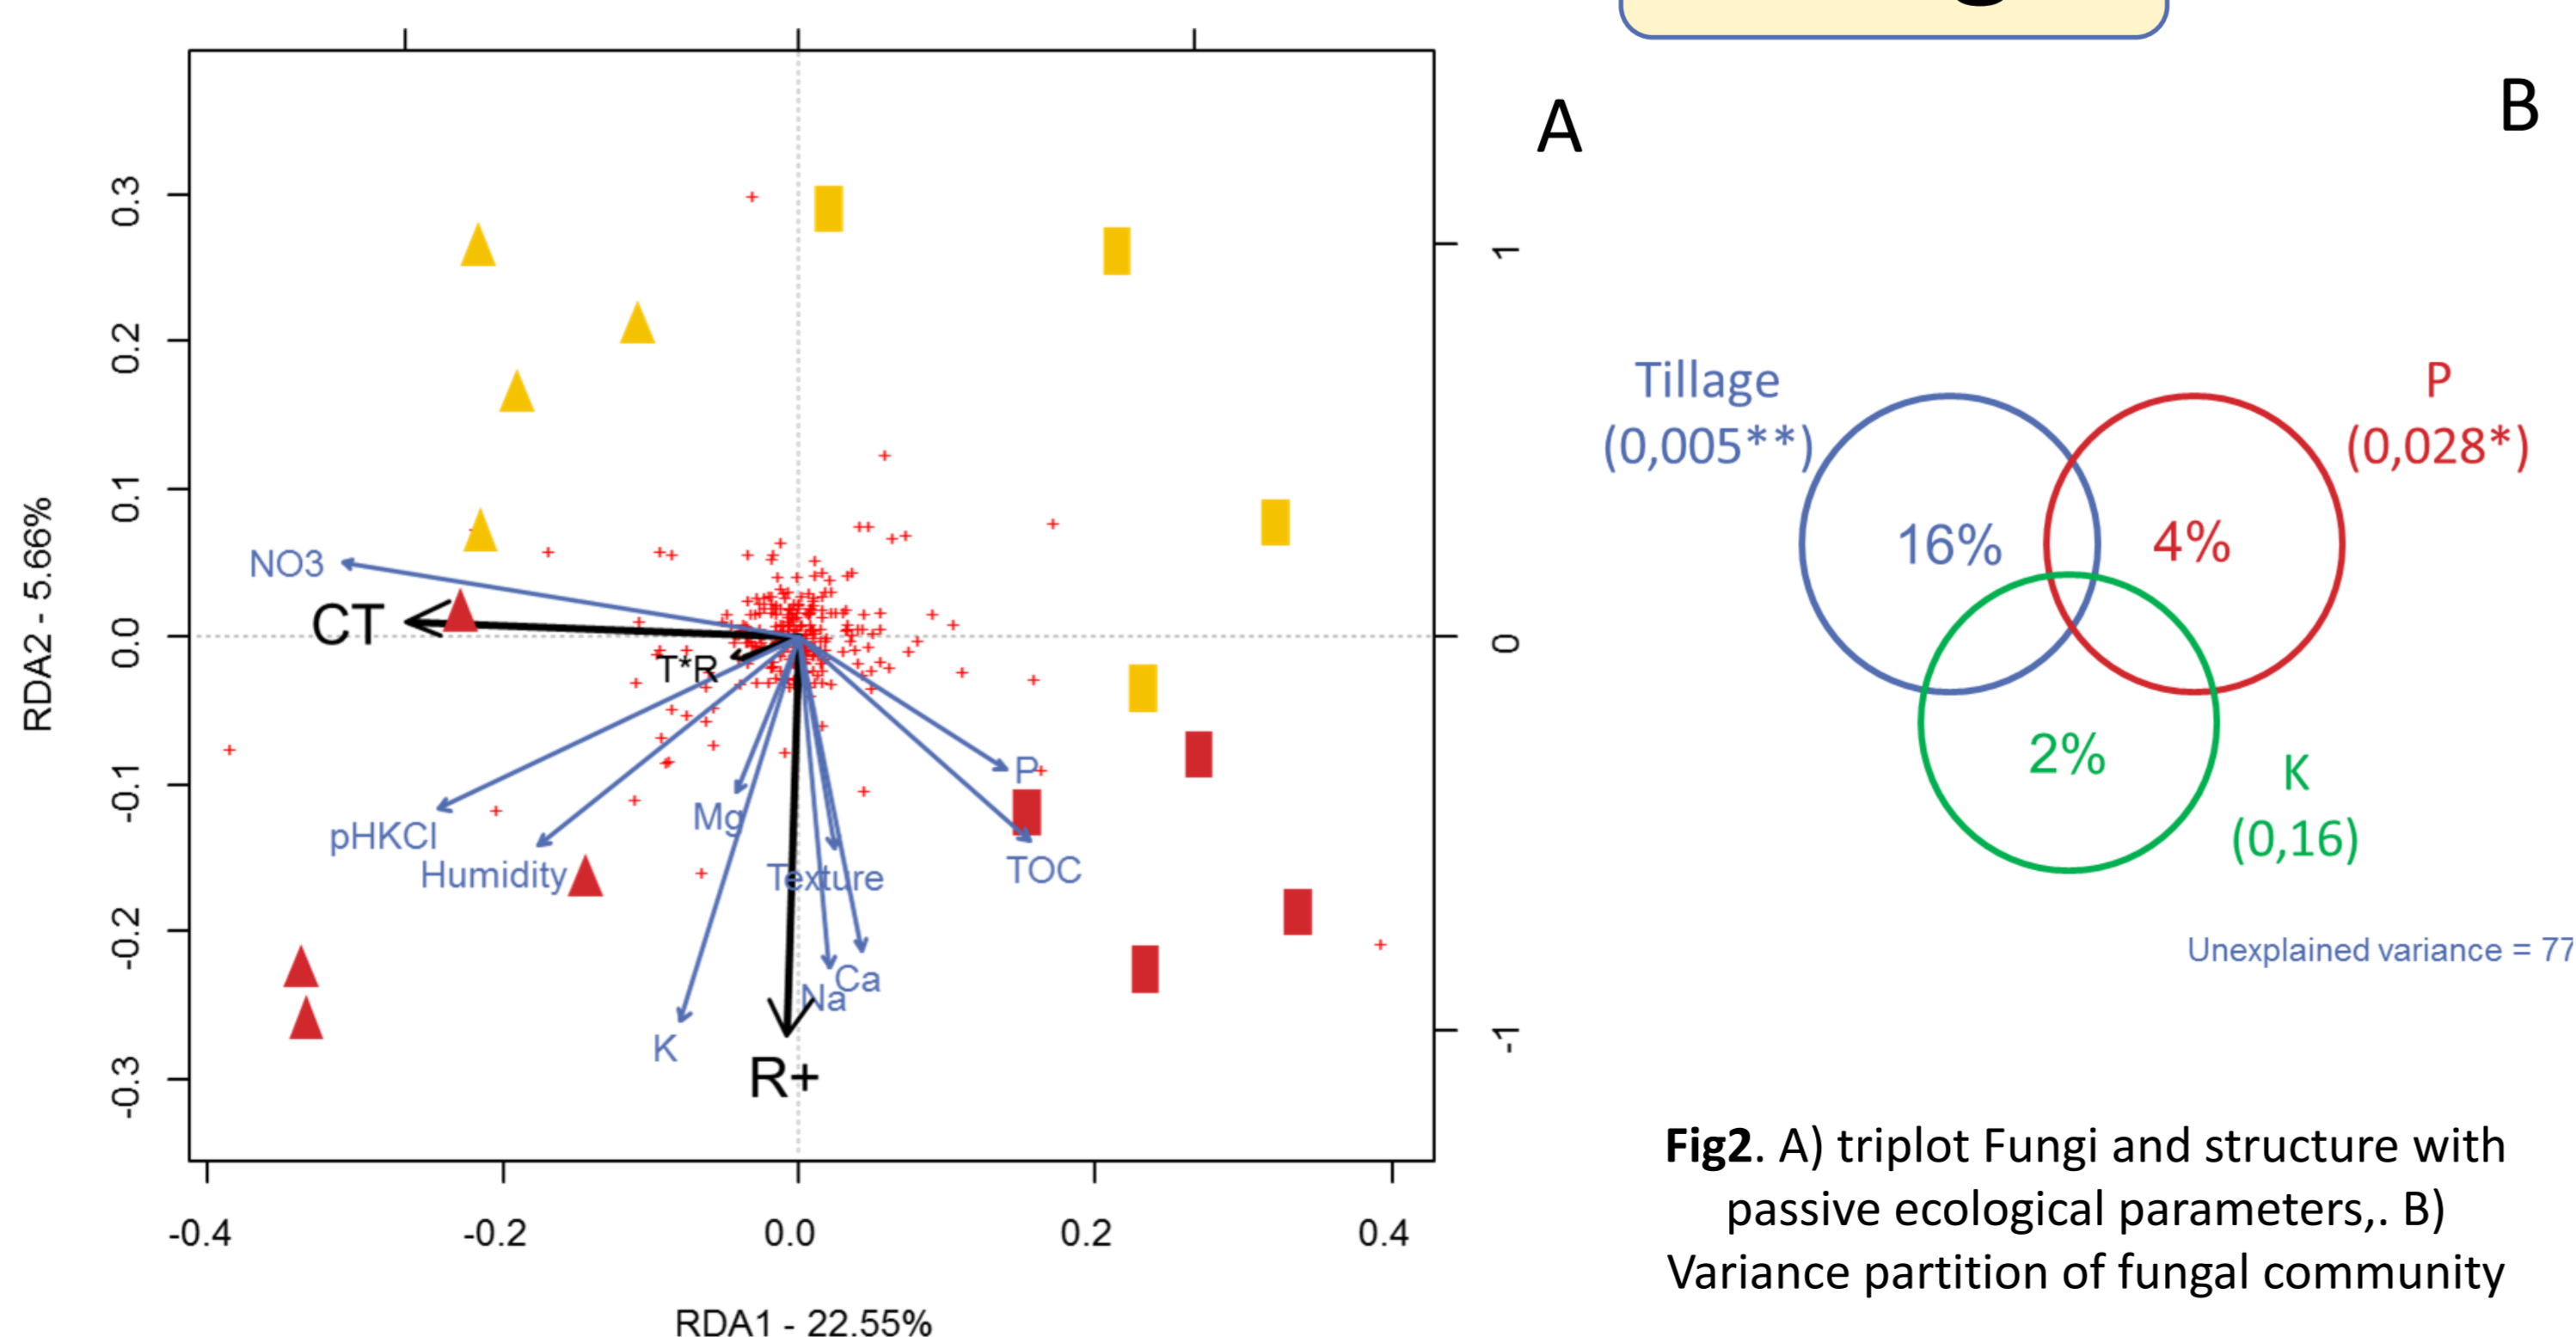 A
B
0.3
0.2
0.1
0.0
-0.1
-0.2
-0.3
RDA2 - 5.66%
1
0
-1
NO3
CT
T*R
pHKCl
Humidity
Mg
Texture
P
TOC
Ca
Na
K
R+
-0.4
-0.2
0.0
0.2
0.4
RDA1 - 22.55%
Tillage
(0,005**)
P
(0,028*)
16%
4%
2%
K
(0,16)
Unexplained variance = 77
Fig2. A) triplot Fungi and structure with
passive ecological parameters,. B)
Variance partition of fungal community